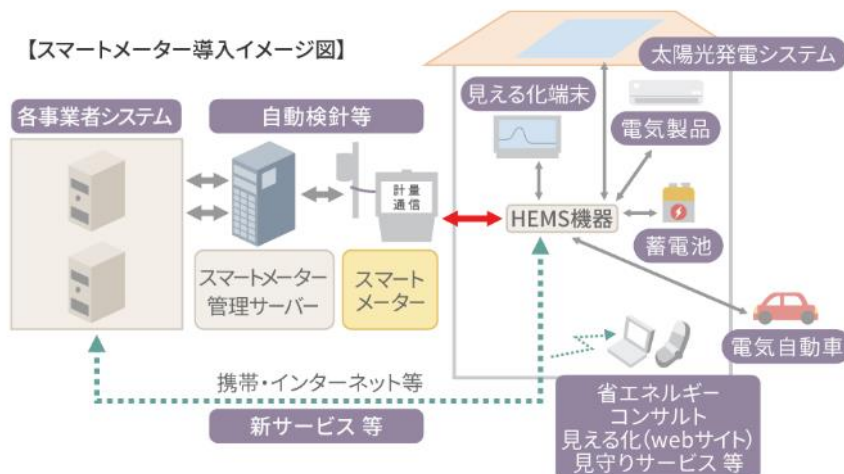 【スマートメーター導入イメージ図】
太陽光発電システム
各事業者システム
自動検針等
見える化端末
電気製品
計量
通信
HEMS機器
蓄電池
スマートメーター
管理サーバー
スマート
メーター
電気自動車
携帯・インターネット等
新サービス 等
省エネルギー
コンサルト
見える化(webサイト)
見守りサービス 等